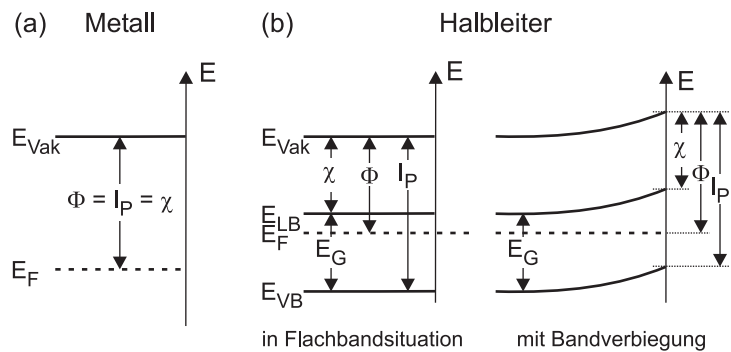 (a) Metall
E
E_Vak
Φ = I_P = χ
E_F
(b) Halbleiter
E
E_Vak
χ
Φ
I_P
E_LB
E_F
E_G
E_VB
in Flachbandsituation
E
χ
Φ
I_P
E_G
mit Bandverbiegung